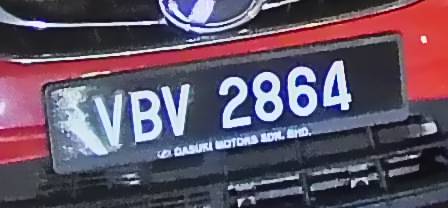 VBV 2864
DASUKI MOTORS SDN. BHD.